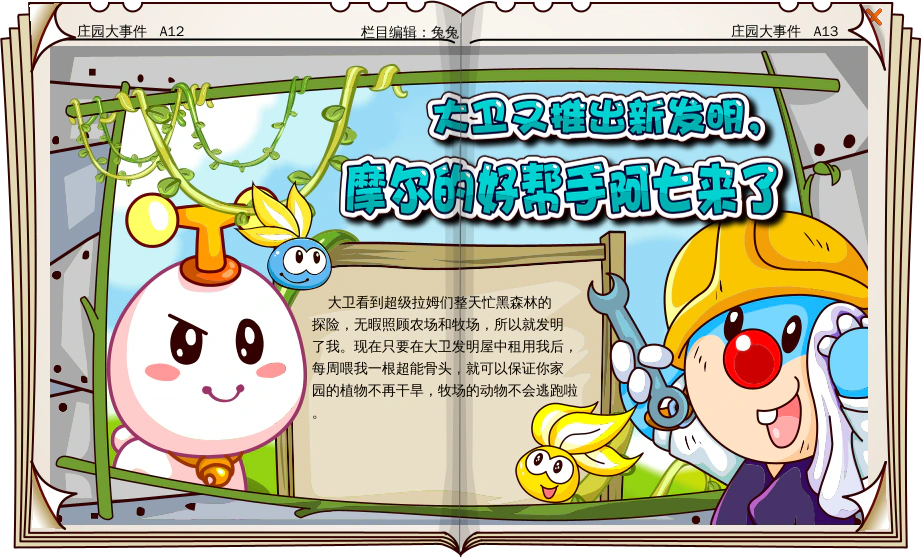 庄园大事件 A12
栏目编辑：兔兔
庄园大事件 A13
大卫又推出新发明，
摩尔的好帮手阿七来了
大卫看到超级拉姆们整天忙黑森林的
探险，无暇照顾农场和牧场，所以就发明
了我。现在只要在大卫发明屋中租用我后，
每周喂我一根超能骨头，就可以保证你家
园的植物不再干旱，牧场的动物不会逃跑啦
。